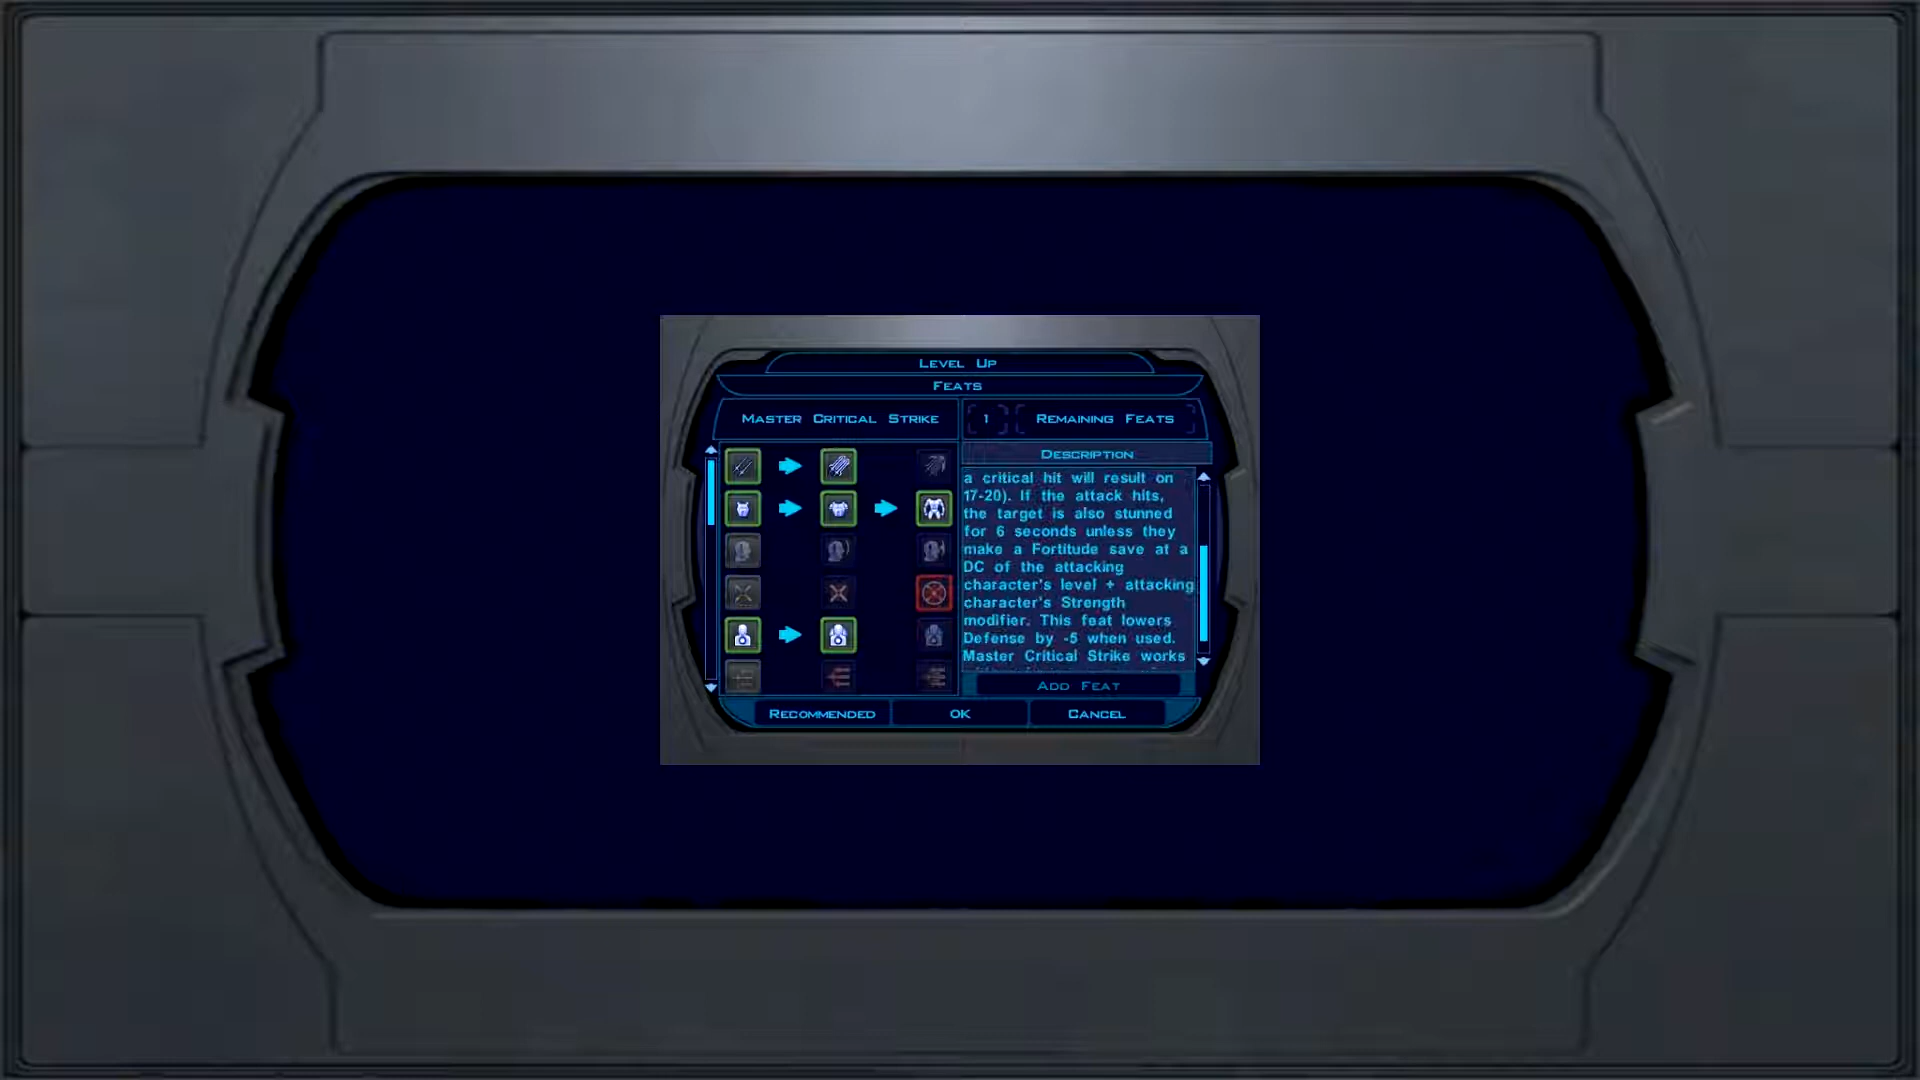 LEVEL UP
FEATS
MASTER CRITICAL STRIKE
1 REMAINING FEATS
DESCRIPTION
a critical hit will result on
17-20). If the attack hits,
the target is also stunned
for 6 seconds unless they
make a Fortitude save at a
DC of the attacking
character's level + attacking
character's Strength
modifier. This feat lowers
Defense by -5 when used.
Master Critical Strike works
ADD FEAT
RECOMMENDED
OK
CANCEL